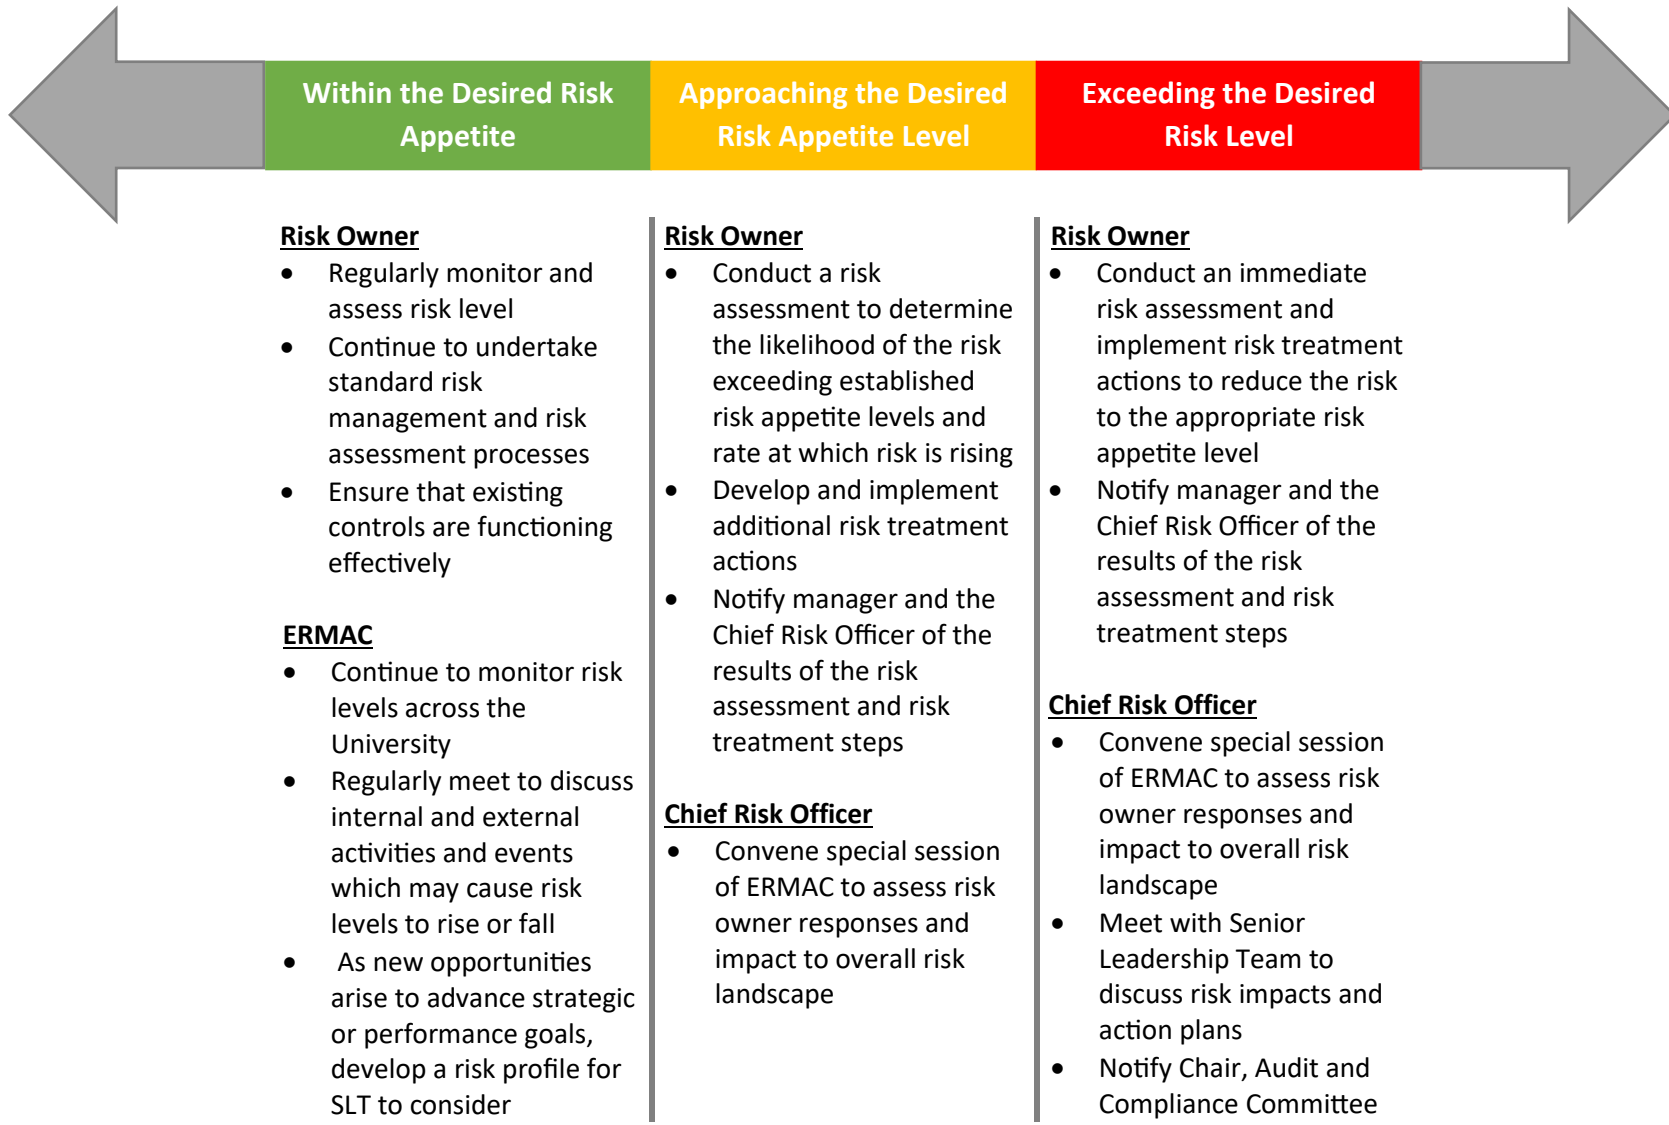 Within the Desired Risk
Appetite
Approaching the Desired
Risk Appetite Level
Exceeding the Desired
Risk Level
Risk Owner
• Regularly monitor and
assess risk level
• Continue to undertake
standard risk
management and risk
assessment processes
• Ensure that existing
controls are functioning
effectively
ERMAC
• Continue to monitor risk
levels across the
University
• Regularly meet to discuss
internal and external
activities and events
which may cause risk
levels to rise or fall
• As new opportunities
arise to advance strategic
or performance goals,
develop a risk profile for
SLT to consider
Risk Owner
• Conduct a risk
assessment to determine
the likelihood of the risk
exceeding established
risk appetite levels and
rate at which risk is rising
• Develop and implement
additional risk treatment
actions
• Notify manager and the
Chief Risk Officer of the
results of the risk
assessment and risk
treatment steps
Chief Risk Officer
• Convene special session
of ERMAC to assess risk
owner responses and
impact to overall risk
landscape
Risk Owner
• Conduct an immediate
risk assessment and
implement risk treatment
actions to reduce the risk
to the appropriate risk
appetite level
• Notify manager and the
Chief Risk Officer of the
results of the risk
assessment and risk
treatment steps
Chief Risk Officer
• Convene special session
of ERMAC to assess risk
owner responses and
impact to overall risk
landscape
• Meet with Senior
Leadership Team to
discuss risk impacts and
action plans
• Notify Chair, Audit and
Compliance Committee